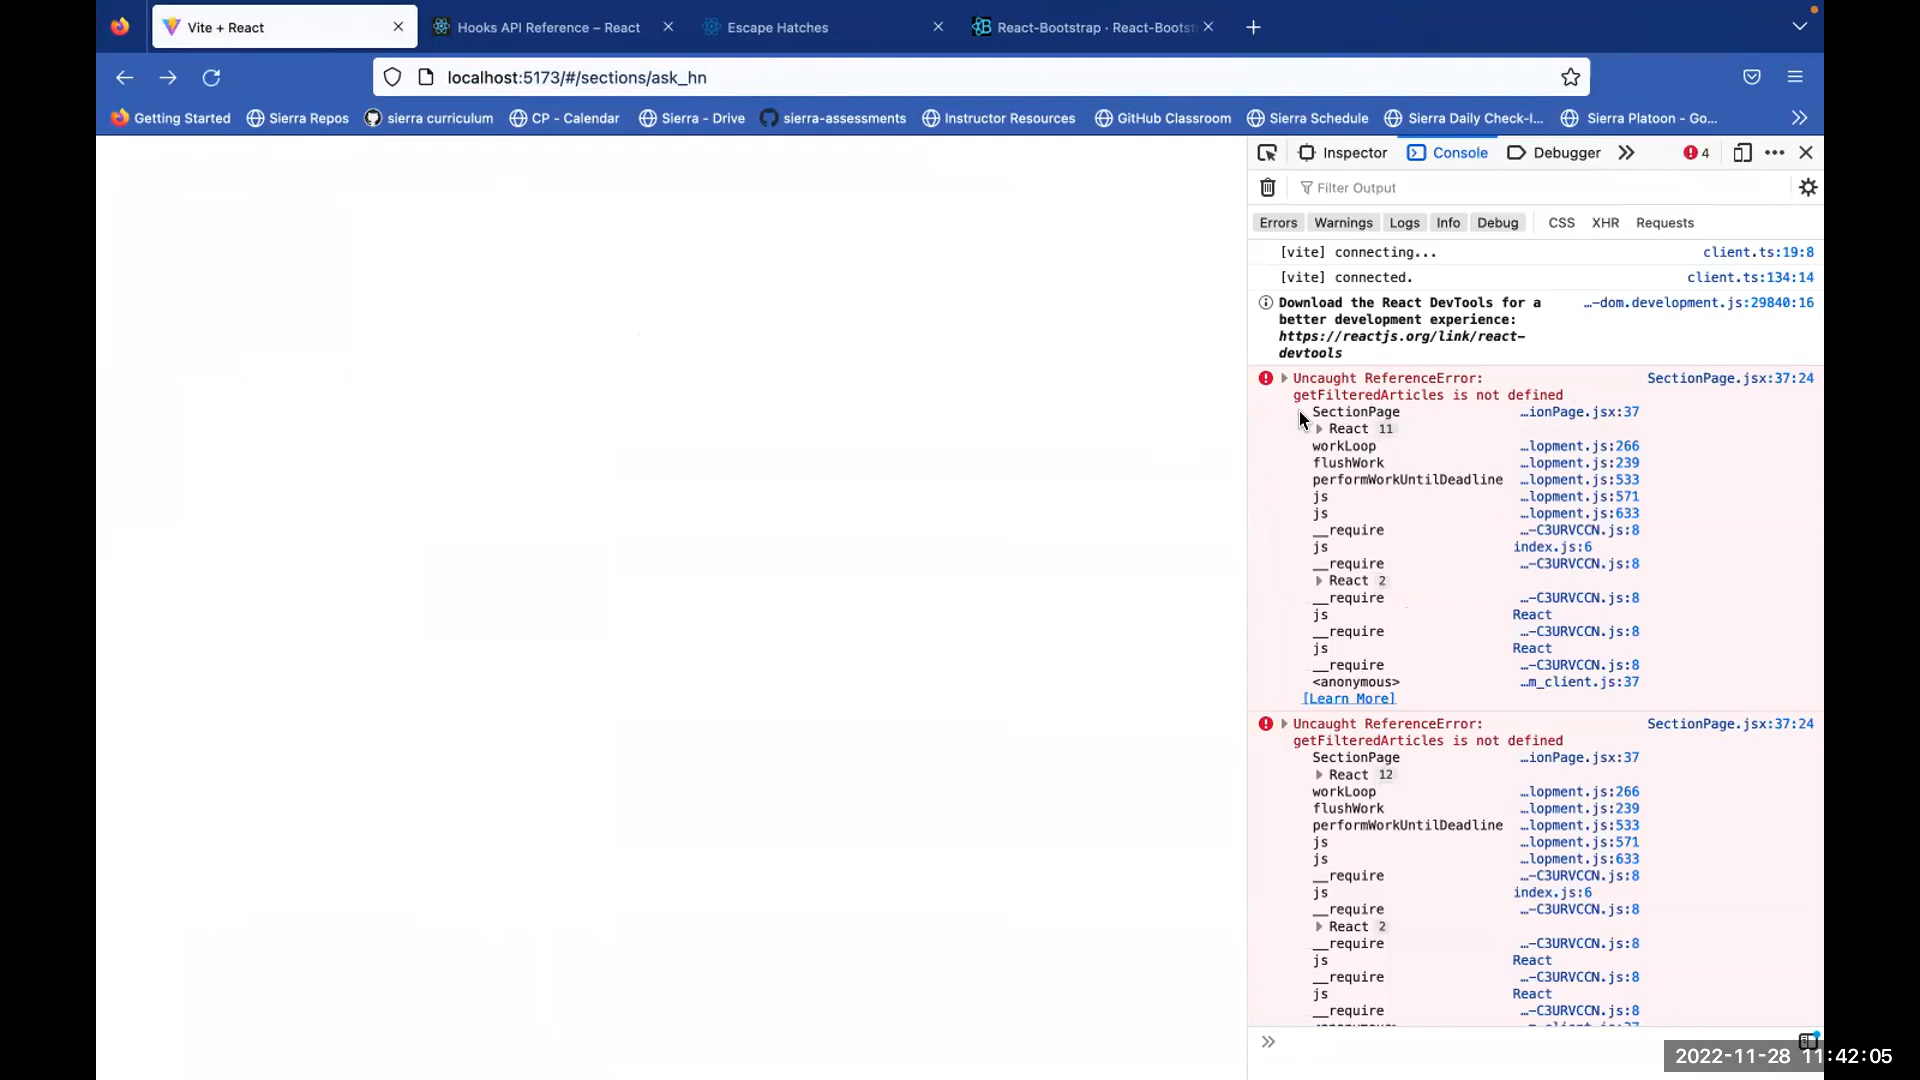 Vite + React
Hooks API Reference – React
Escape Hatches
React-Bootstrap · React-Bootst
localhost:5173/#/sections/ask_hn
Getting Started
Sierra Repos
sierra curriculum
CP - Calendar
Sierra - Drive
sierra-assessments
Instructor Resources
GitHub Classroom
Sierra Schedule
Sierra Daily Check-I...
Sierra Platoon - Go...
Inspector
Console
Debugger
4
Filter Output
Errors
Warnings
Logs
Info
Debug
CSS
XHR
Requests
[vite] connecting... client.ts:19:8
[vite] connected. client.ts:134:14
Download the React DevTools for a …-dom.development.js:29840:16
better development experience:
https://reactjs.org/link/react-
devtools
Uncaught ReferenceError: SectionPage.jsx:37:24
getFilteredArticles is not defined
SectionPage …ionPage.jsx:37
React 11
workLoop …lopment.js:266
flushWork …lopment.js:239
performWorkUntilDeadline …lopment.js:533
js …lopment.js:571
js …lopment.js:633
__require …-C3URVCCN.js:8
js index.js:6
__require …-C3URVCCN.js:8
React 2
__require …-C3URVCCN.js:8
js React
__require …-C3URVCCN.js:8
js React
__require …-C3URVCCN.js:8
<anonymous> …m_client.js:37
[Learn More]
Uncaught ReferenceError: SectionPage.jsx:37:24
getFilteredArticles is not defined
SectionPage …ionPage.jsx:37
React 12
workLoop …lopment.js:266
flushWork …lopment.js:239
performWorkUntilDeadline …lopment.js:533
js …lopment.js:571
js …lopment.js:633
__require …-C3URVCCN.js:8
js index.js:6
__require …-C3URVCCN.js:8
React 2
__require …-C3URVCCN.js:8
js React
__require …-C3URVCCN.js:8
js React
__require …-C3URVCCN.js:8
2022-11-28 11:42:05